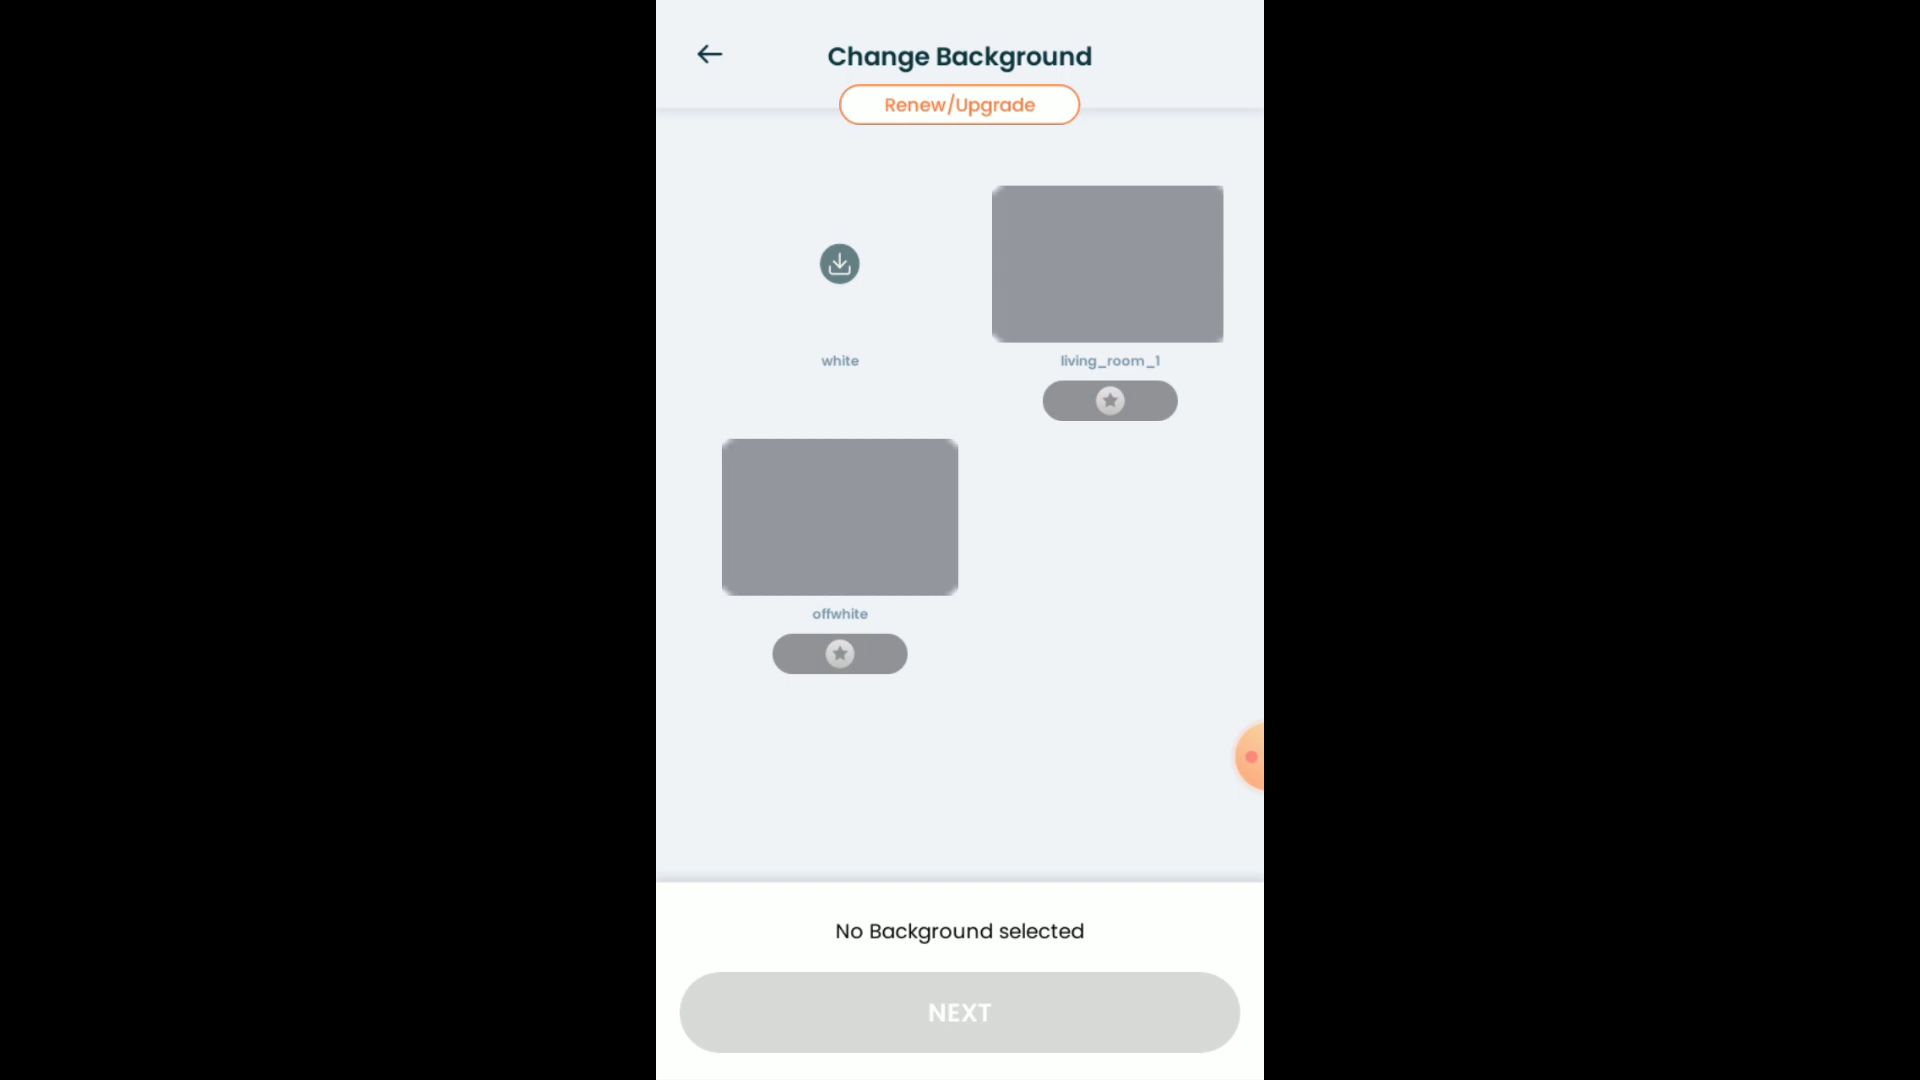 Change Background
Renew/Upgrade
white
living_room_1
offwhite
No Background selected
NEXT